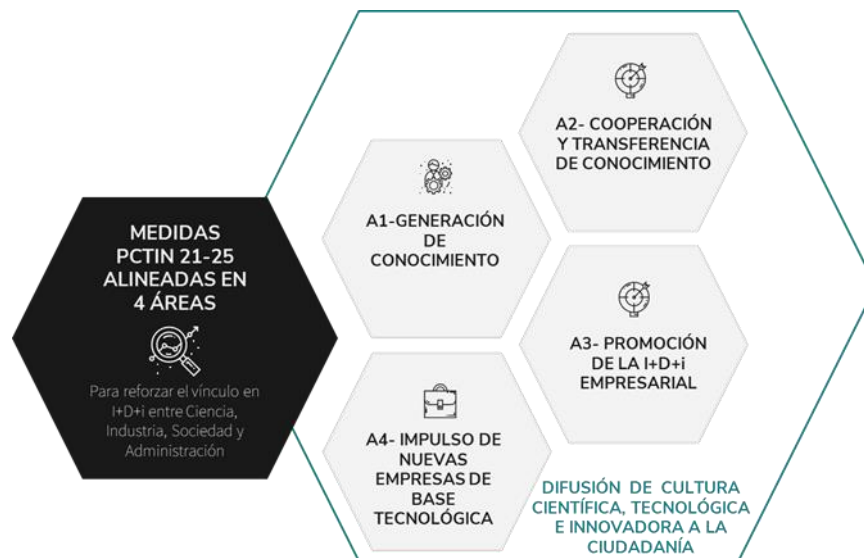 MEDIDAS
PCTIN 21-25
ALINEADAS EN
4 ÁREAS
Para reforzar el vínculo en
I+D+i entre Ciencia,
Industria, Sociedad y
Administración
A1-GENERACIÓN
DE
CONOCIMIENTO
A2- COOPERACIÓN
Y TRANSFERENCIA
DE CONOCIMIENTO
A3- PROMOCIÓN
DE LA I+D+i
EMPRESARIAL
A4- IMPULSO DE
NUEVAS
EMPRESAS DE
BASE
TECNOLÓGICA
DIFUSIÓN DE CULTURA
CIENTÍFICA, TECNOLÓGICA
E INNOVADORA A LA
CIUDADANÍA